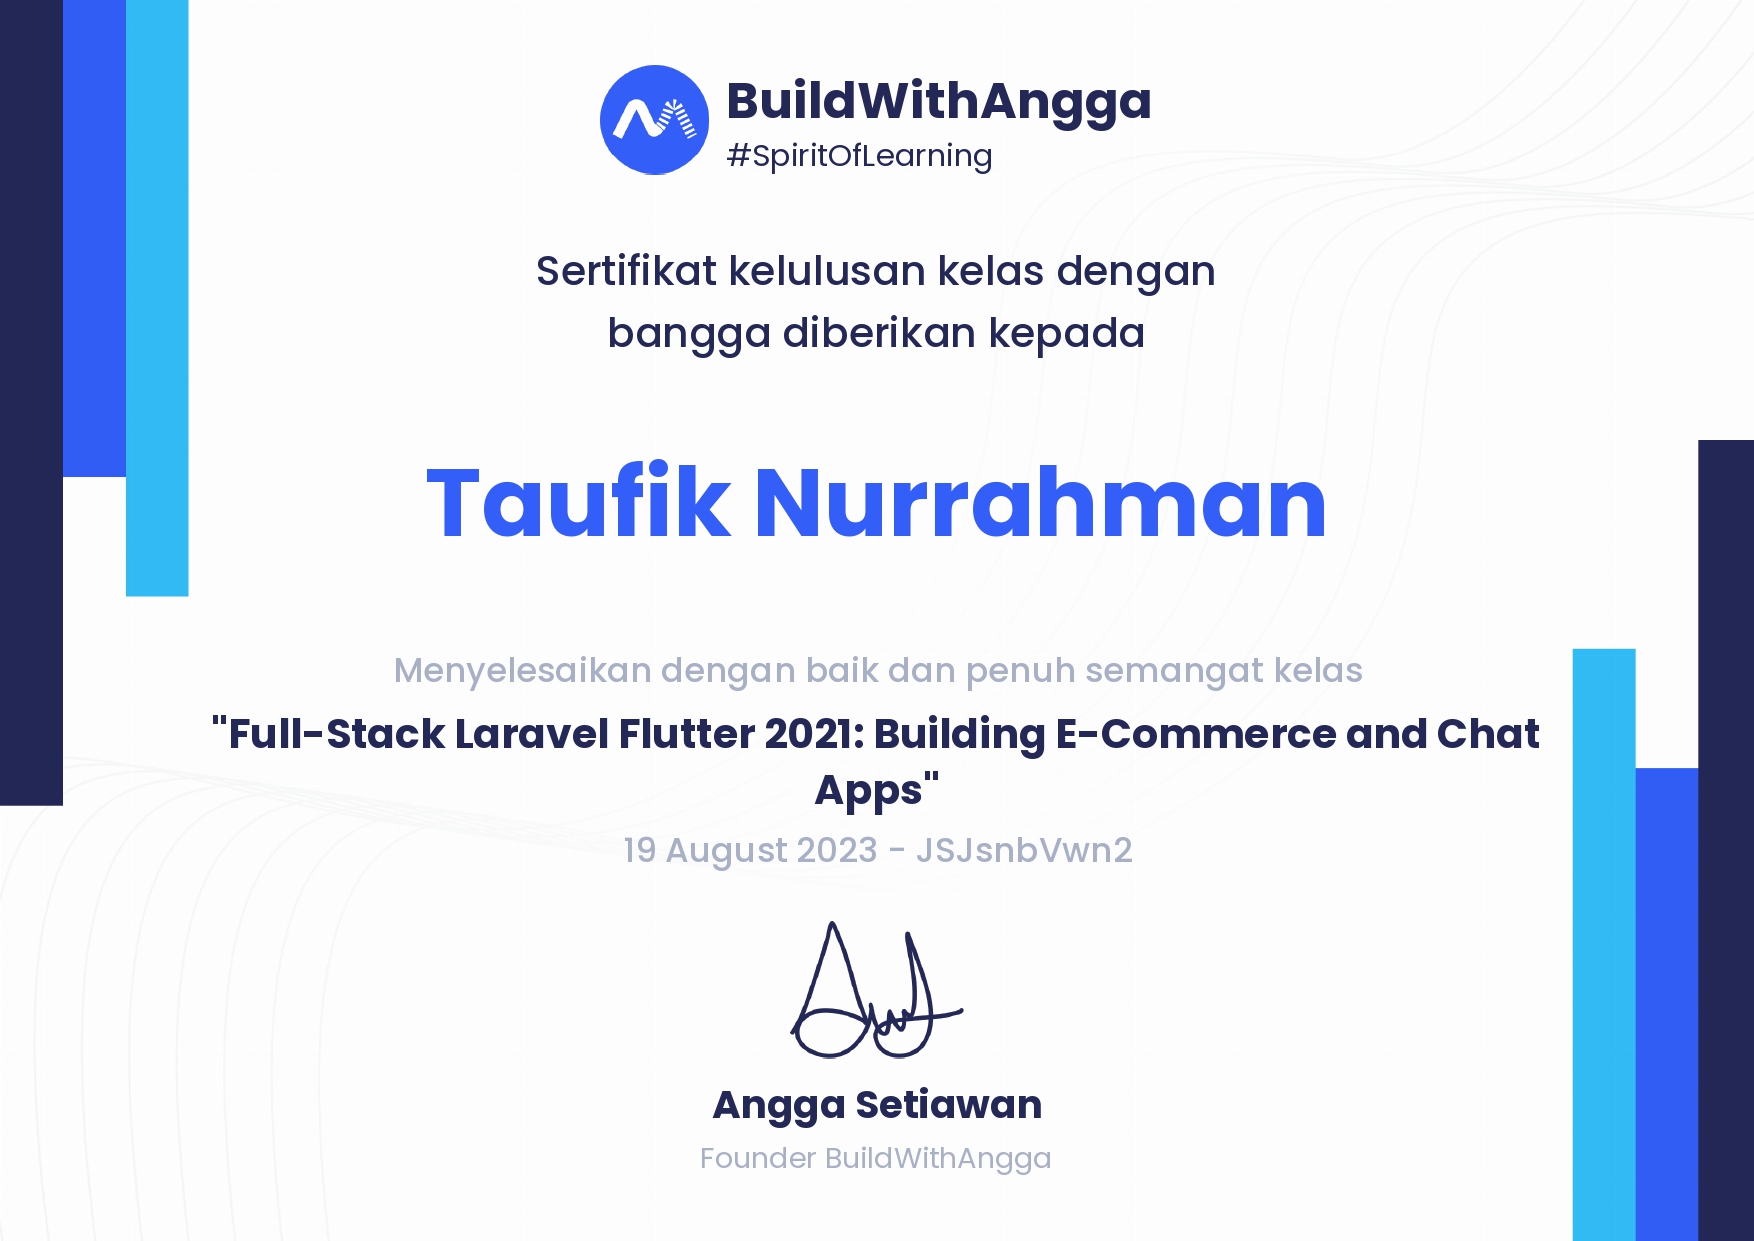 BuildWithAngga
#SpiritOfLearning
Sertifikat kelulusan kelas dengan
bangga diberikan kepada
Taufik Nurrahman
Menyelesaikan dengan baik dan penuh semangat kelas
"Full-Stack Laravel Flutter 2021: Building E-Commerce and Chat
Apps"
19 August 2023 - JSJsnbVwn2
Angga Setiawan
Founder BuildWithAngga